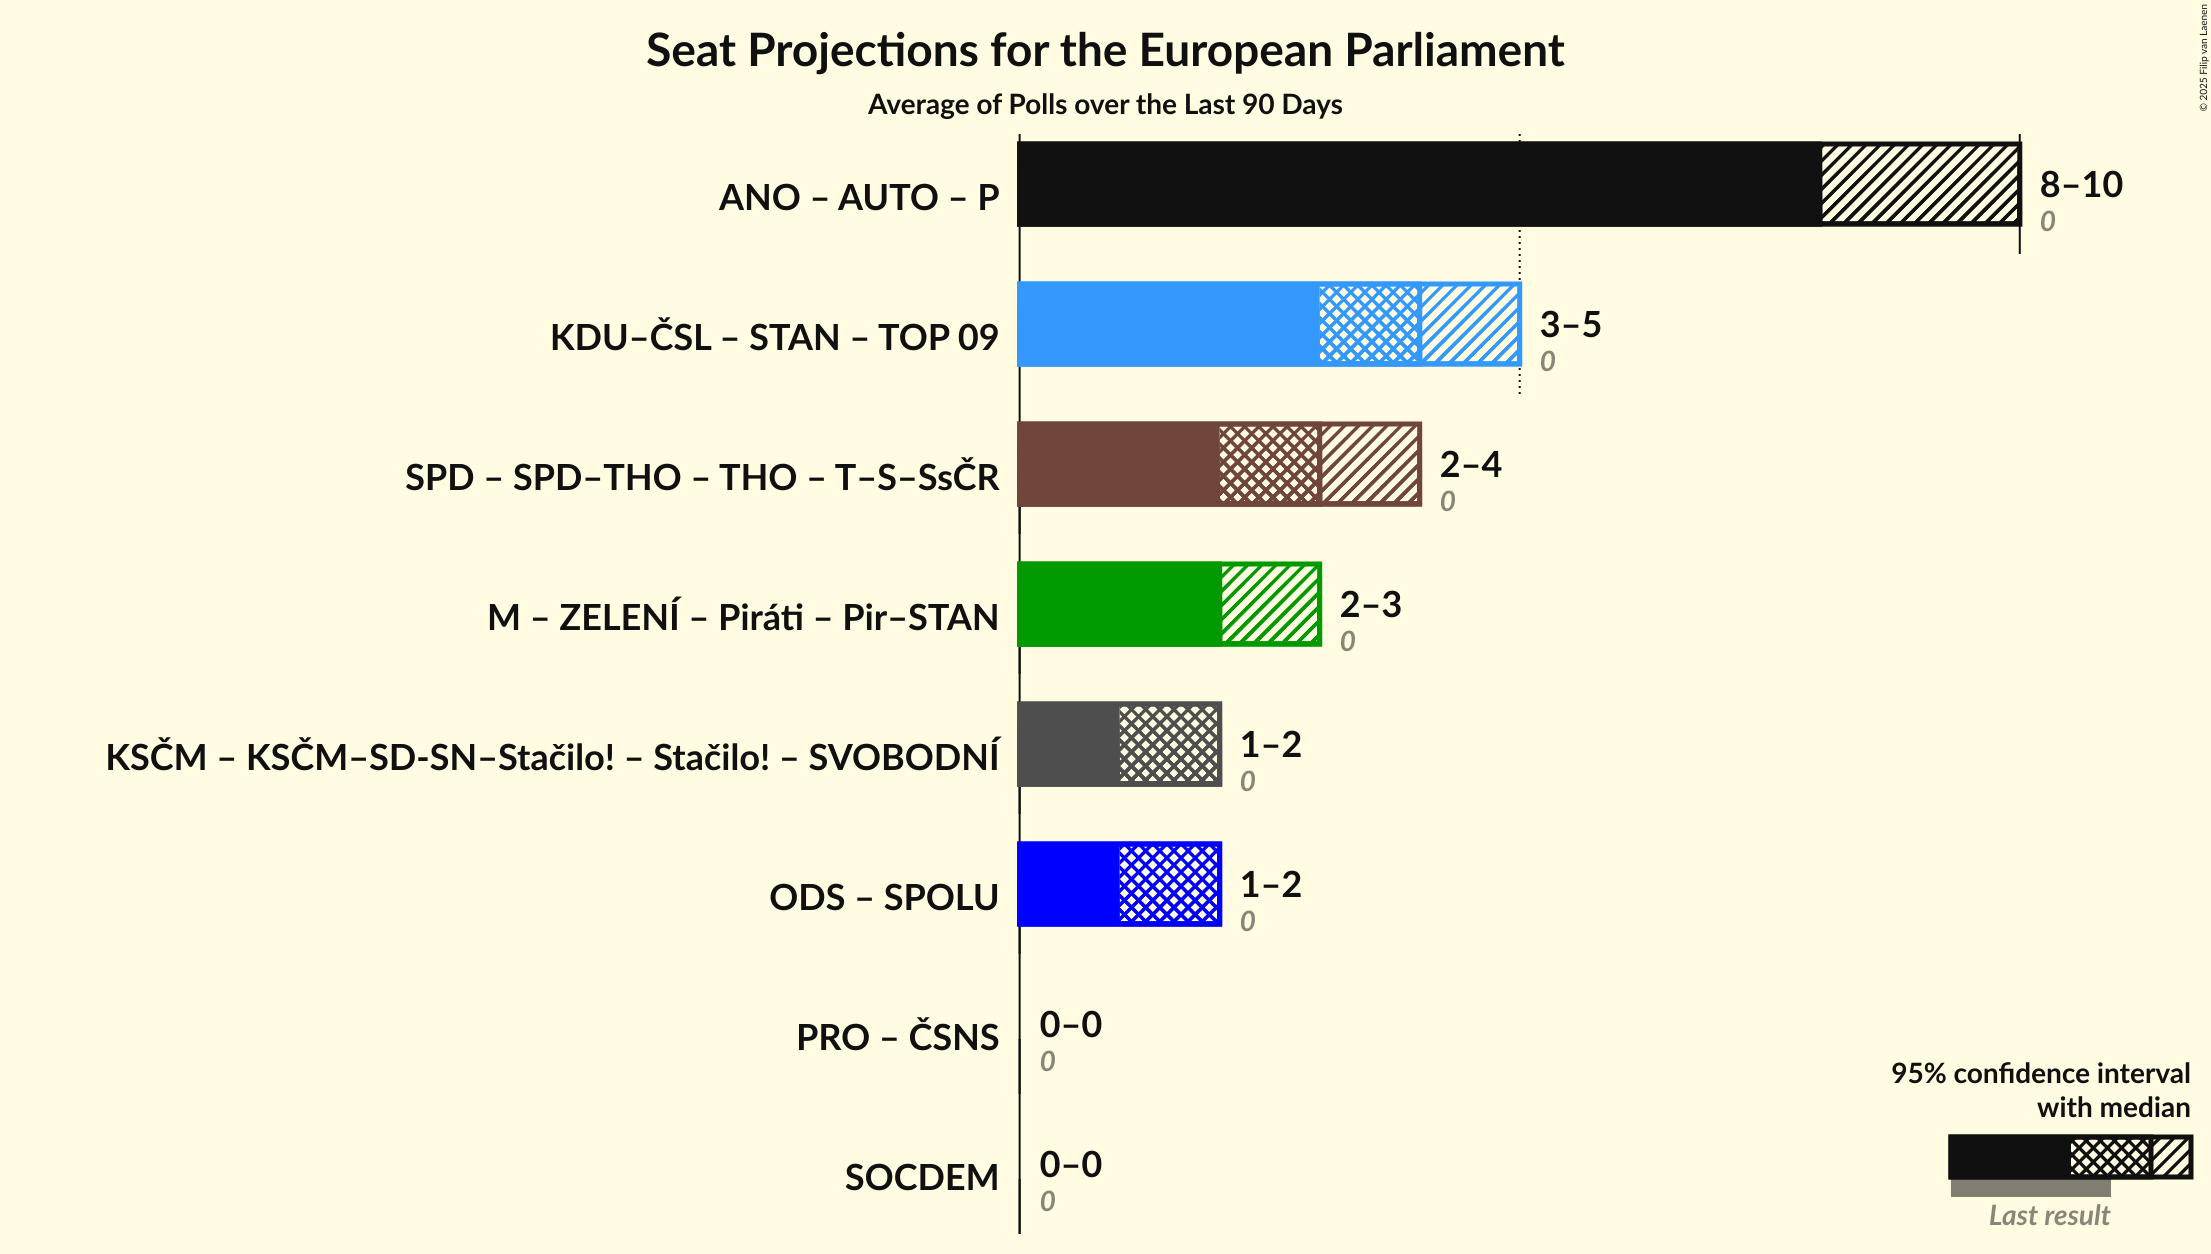 Seat Projections for the European Parliament
Average of Polls over the Last 90 Days
© 2025 Filip van Laenen
ANO – AUTO – P
8–10
0
KDU–ČSL – STAN – TOP 09
3–5
0
SPD – SPD–THO – THO – T–S–SsČR
2–4
0
M – ZELENÍ – Piráti – Pir–STAN
2–3
0
KSČM – KSČM–SD-SN–Stačilo! – Stačilo! – SVOBODNÍ
1–2
0
ODS – SPOLU
1–2
0
PRO – ČSNS
0–0
0
SOCDEM
0–0
0
95% confidence interval
with median
Last result